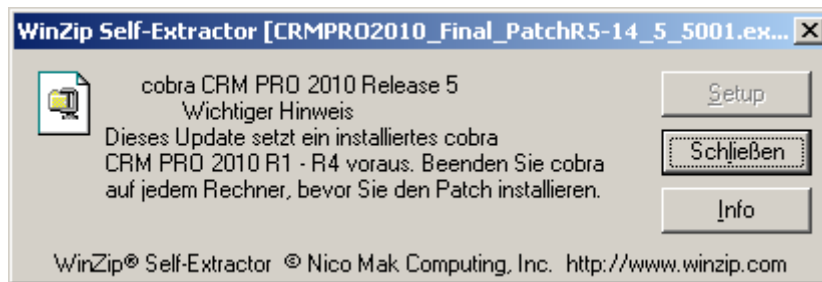 WinZip Self-Extractor [CRMPRO2010_Final_PatchR5-14_5_5001.ex...
cobra CRM PRO 2010 Release 5
Wichtiger Hinweis
Dieses Update setzt ein installiertes cobra
CRM PRO 2010 R1 - R4 voraus. Beenden Sie cobra
auf jedem Rechner, bevor Sie den Patch installieren.
Setup
Schließen
Info
WinZip® Self-Extractor © Nico Mak Computing, Inc. http://www.winzip.com